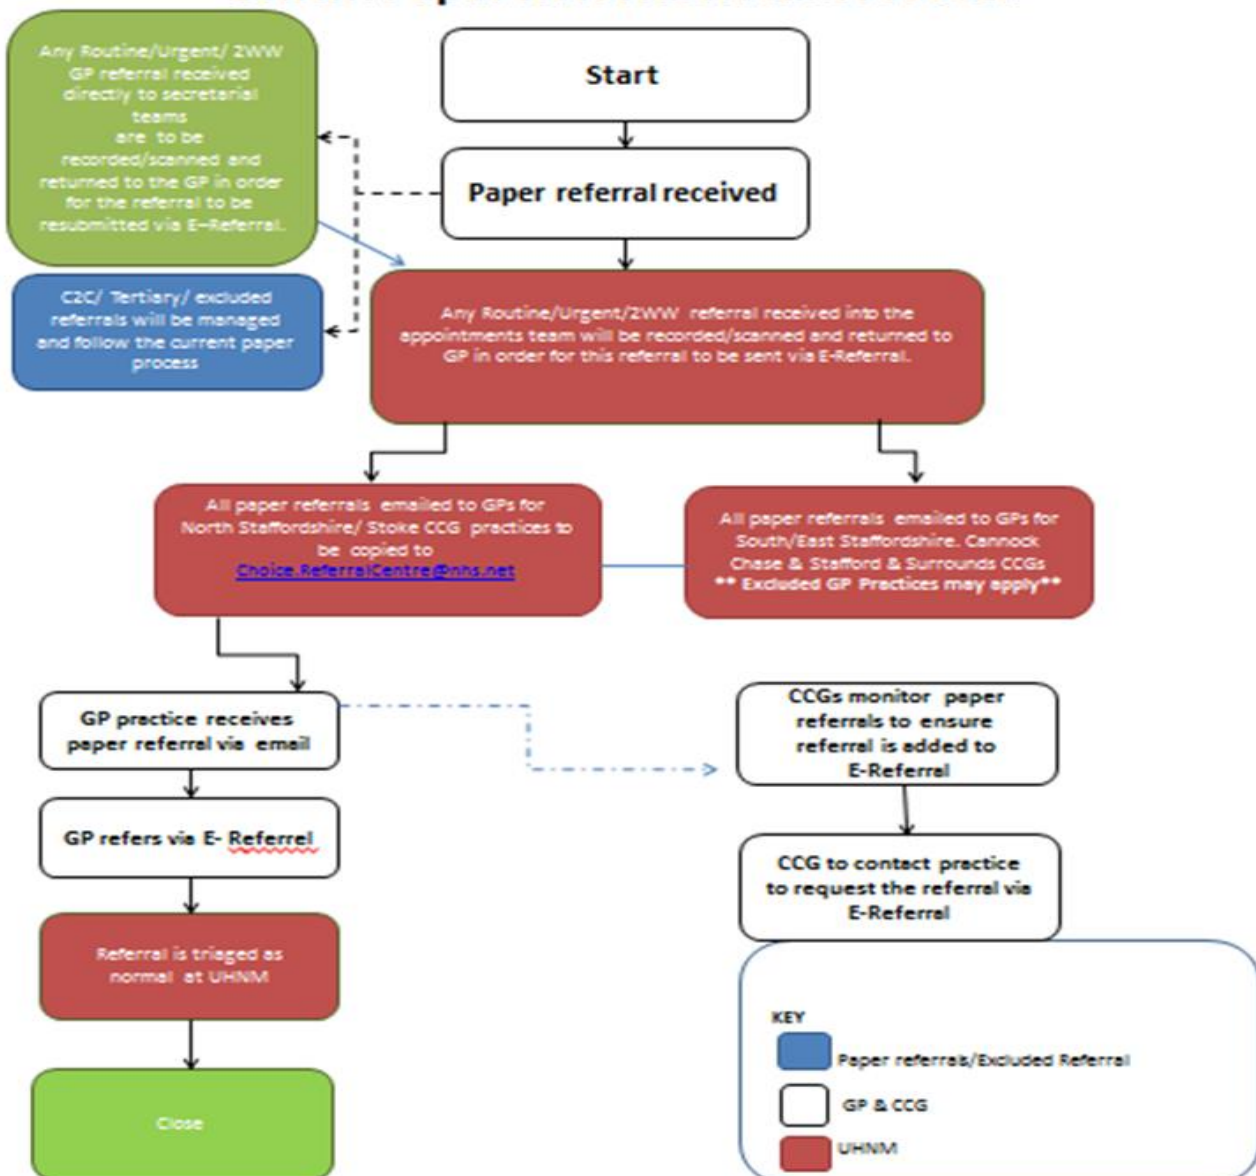 Start
Any Routine/Urgent/ 2WW
GP referral received
directly to secretarial
teams
are to be
recorded/scanned and
returned to the GP in order
for the referral to be
resubmitted via E-Referral.
Paper referral received
C2C/ Tertiary/ excluded
referrals will be managed
and follow the current paper
process
Any Routine/Urgent/2WW referral received into the
appointments team will be recorded/scanned and returned to
GP in order for this referral to be sent via E-Referral.
All paper referrals emailed to GPs for
North Staffordshire/ Stoke CCG practices to
be copied to
Choice.ReferralCentre@nhs.net
All paper referrals emailed to GPs for
South/East Staffordshire. Cannock
Chase & Stafford & Surrounds CCGs
** Excluded GP Practices may apply**
GP practice receives
paper referral via email
CCGs monitor paper
referrals to ensure
referral is added to
E-Referral
GP refers via E- Referrel
CCG to contact practice
to request the referral via
E-Referral
Referral is triaged as
normal at UHNM
Close
KEY
Paper referrals/Excluded Referral
GP & CCG
UHNM